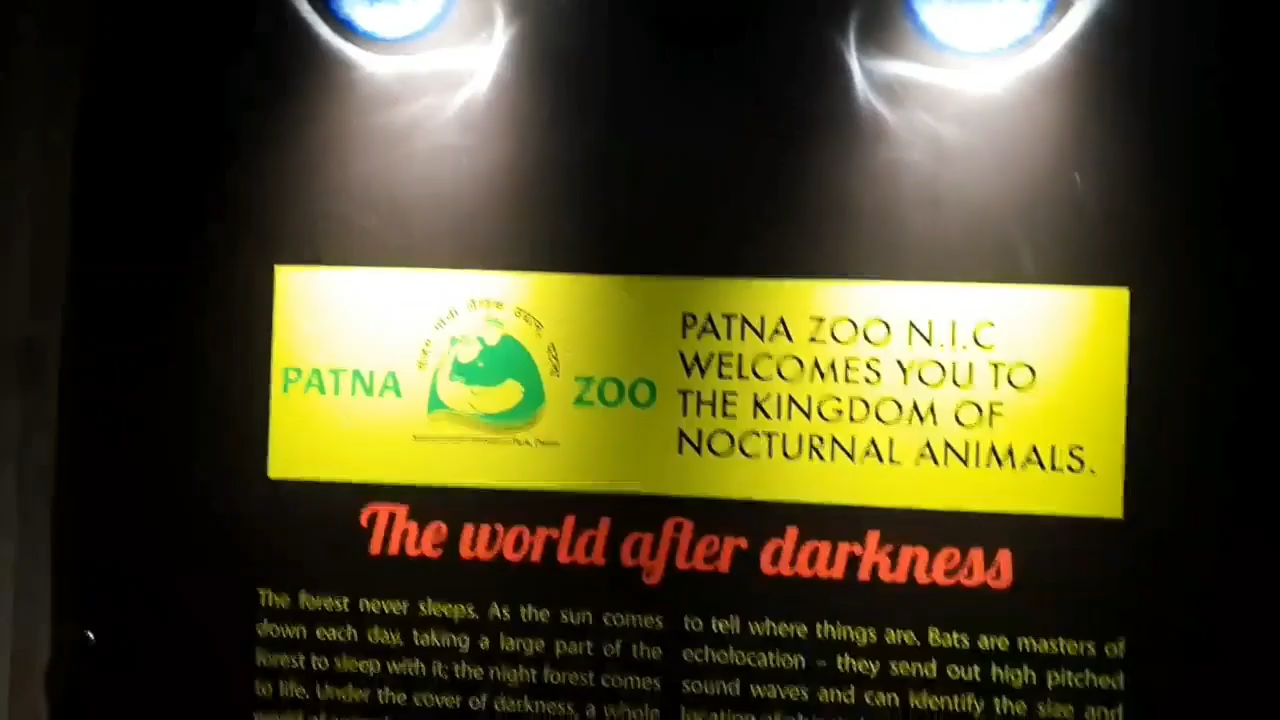 संजय गांधी जैविक उद्यान, पटना
PATNA
ZOO
PATNA ZOO N.I.C
WELCOMES YOU TO
THE KINGDOM OF
NOCTURNAL ANIMALS.
The world after darkness
The forest never sleeps. As the sun comes
down each day, taking a large part of the
forest to sleep with it; the night forest comes
to life. Under the cover of darkness, a whole
to tell where things are. Bats are masters of
echolocation – they send out high pitched
sound waves and can identify the size and